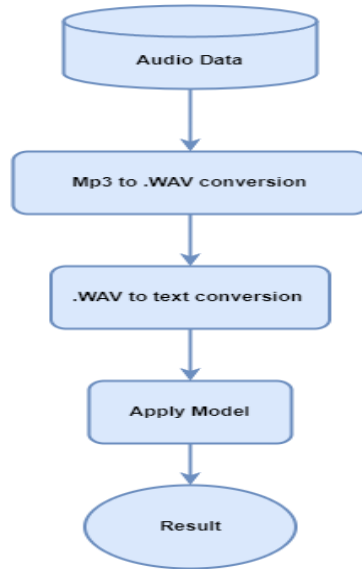 Audio Data
Mp3 to .WAV conversion
.WAV to text conversion
Apply Model
Result